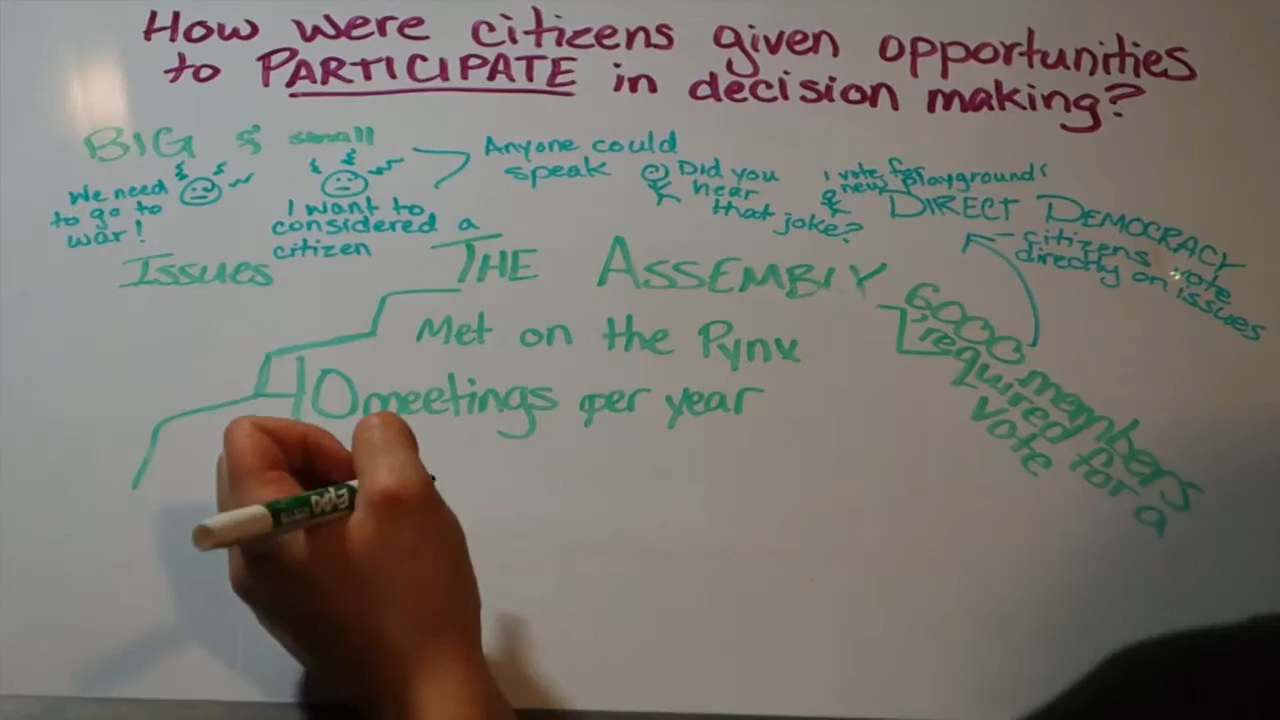 How were citizens given opportunities
to PARTICIPATE in decision making?
BIG & small
We need
to go to
war!
I want to
considered a
citizen
Issues
Anyone could
speak
Did you
hear
that joke?
I vote for
new playgrounds
DIRECT DEMOCRACY
- citizens vote
directly on issues
THE ASSEMBLY
Met on the Pynx
40 meetings per year
6000 members
required for a
vote
Expo